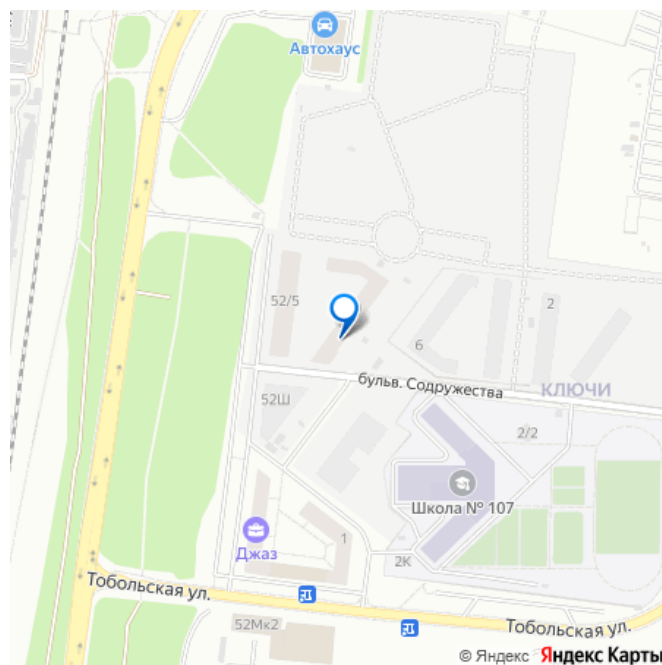 Автохаус
52/5
2
6
бульв. Содружества
КЛЮЧИ
52Ш
2/2
Школа № 107
Джаз
1
2К
Тобольская ул.
Тобольская ул.
52Мк2
© Яндекс Яндекс Карты